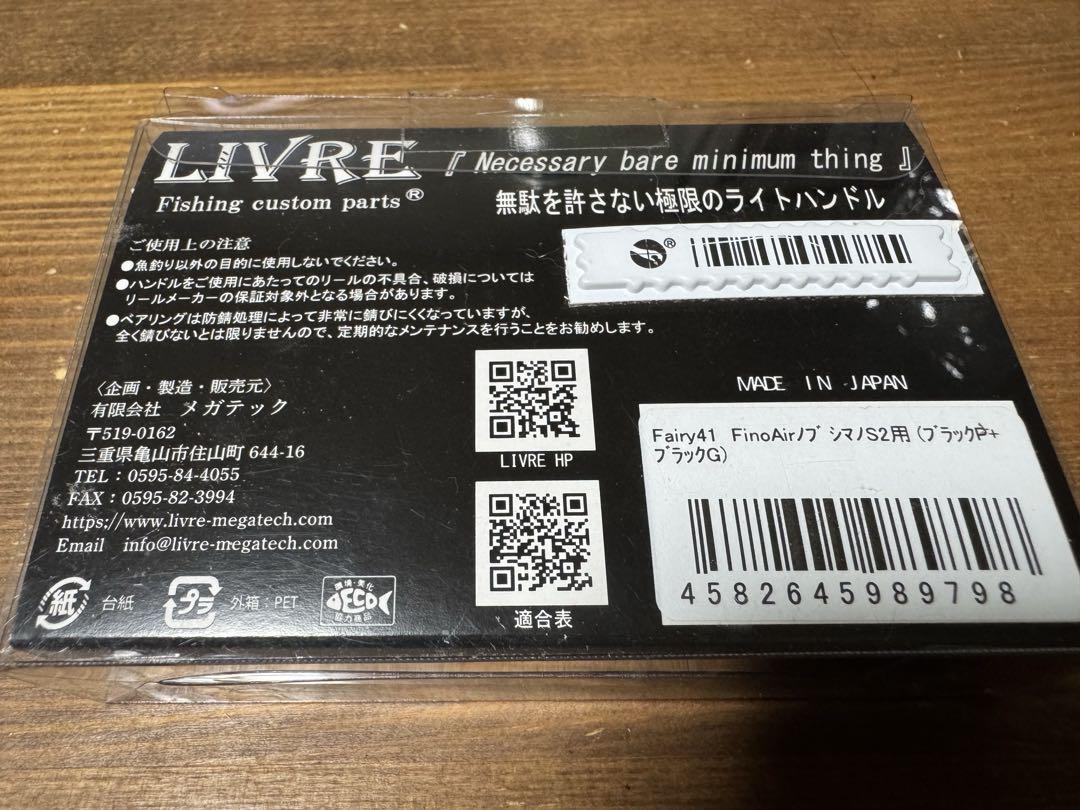 LIVRE
Fishing custom parts®
『 Necessary bare minimum thing 』
無駄を許さない極限のライトハンドル
ご使用上の注意
●魚釣り以外の目的に使用しないでください。
●ハンドルをご使用にあたってのリールの不具合、破損については
リールメーカーの保証対象外となる場合があります。
●ベアリングは防錆処理によって非常に錆びにくくなっていますが、
全く錆びないとは限りませんので、定期的なメンテナンスを行うことをお勧めします。
®
〈企画・製造・販売元〉
有限会社 メガテック
〒519-0162
三重県亀山市住山町 644-16
TEL：0595-84-4055
FAX：0595-82-3994
https://www.livre-megatech.com
Email info@livre-megatech.com
LIVRE HP
適合表
MADE IN JAPAN
Fairy41 FinoAirノブ シマノS2用 (ブラックP+
ブラックG)
4582645989798
紙 台紙
プラ 外箱：PET
環境・美化
ECO
協力商品